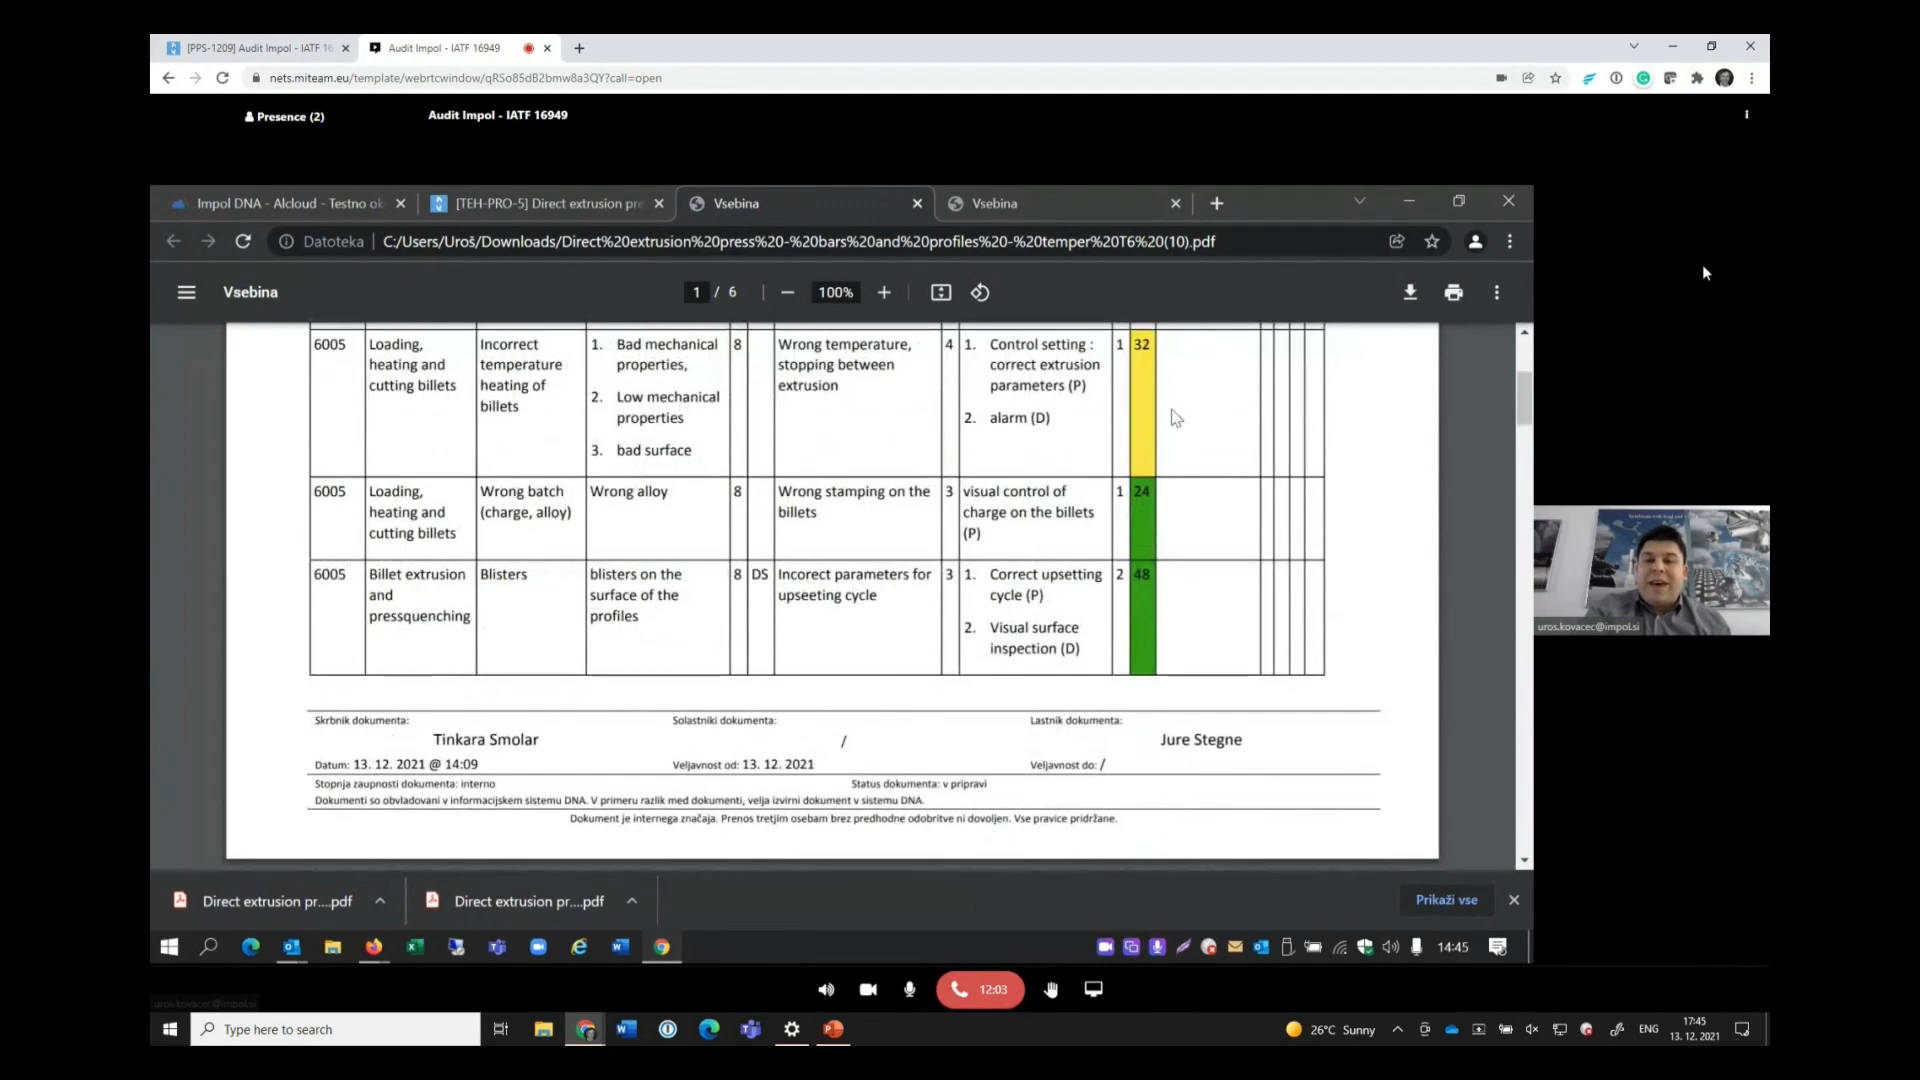 [PPS-1209] Audit Impol - IATF 16
Audit Impol - IATF 16949
nets.miteam.eu/template/webrtcwindow/qRSo85dB2bmw8a3QY?call=open
Presence (2)
Audit Impol - IATF 16949
Impol DNA - Alcloud - Testno ok
[TEH-PRO-5] Direct extrusion pre
Vsebina
Vsebina
Datoteka
C:/Users/Uroš/Downloads/Direct%20extrusion%20press%20-%20bars%20and%20profiles%20-%20temper%20T6%20(10).pdf
Vsebina
1 / 6
100%
6005
Loading,
heating and
cutting billets
Incorrect
temperature
heating of
billets
1. Bad mechanical
properties,
2. Low mechanical
properties
3. bad surface
8
Wrong temperature,
stopping between
extrusion
4
1. Control setting :
correct extrusion
parameters (P)
2. alarm (D)
1
32
6005
Loading,
heating and
cutting billets
Wrong batch
(charge, alloy)
Wrong alloy
8
Wrong stamping on the
billets
3
visual control of
charge on the billets
(P)
1
24
6005
Billet extrusion
and
pressquenching
Blisters
blisters on the
surface of the
profiles
8
DS
Incorect parameters for
upseeting cycle
3
1. Correct upsetting
cycle (P)
2. Visual surface
inspection (D)
2
48
Skrbnik dokumenta:
Solastniki dokumenta:
Lastnik dokumenta:
Tinkara Smolar
/
Jure Stegne
Datum: 13. 12. 2021 @ 14:09
Veljavnost od: 13. 12. 2021
Veljavnost do: /
Stopnja zaupnosti dokumenta: interno
Status dokumenta: v pripravi
Dokumenti so obvladovani v informacijskem sistemu DNA. V primeru razlik med dokumenti, velja izvirni dokument v sistemu DNA.
Dokument je internega značaja. Prenos tretjim osebam brez predhodne odobritve ni dovoljen. Vse pravice pridržane.
uros.kovacec@impol.si
Direct extrusion pr....pdf
Direct extrusion pr....pdf
Prikaži vse
14:45
12:03
uros.kovacec@impol.si
Type here to search
26°C Sunny
ENG
17:45
13. 12. 2021